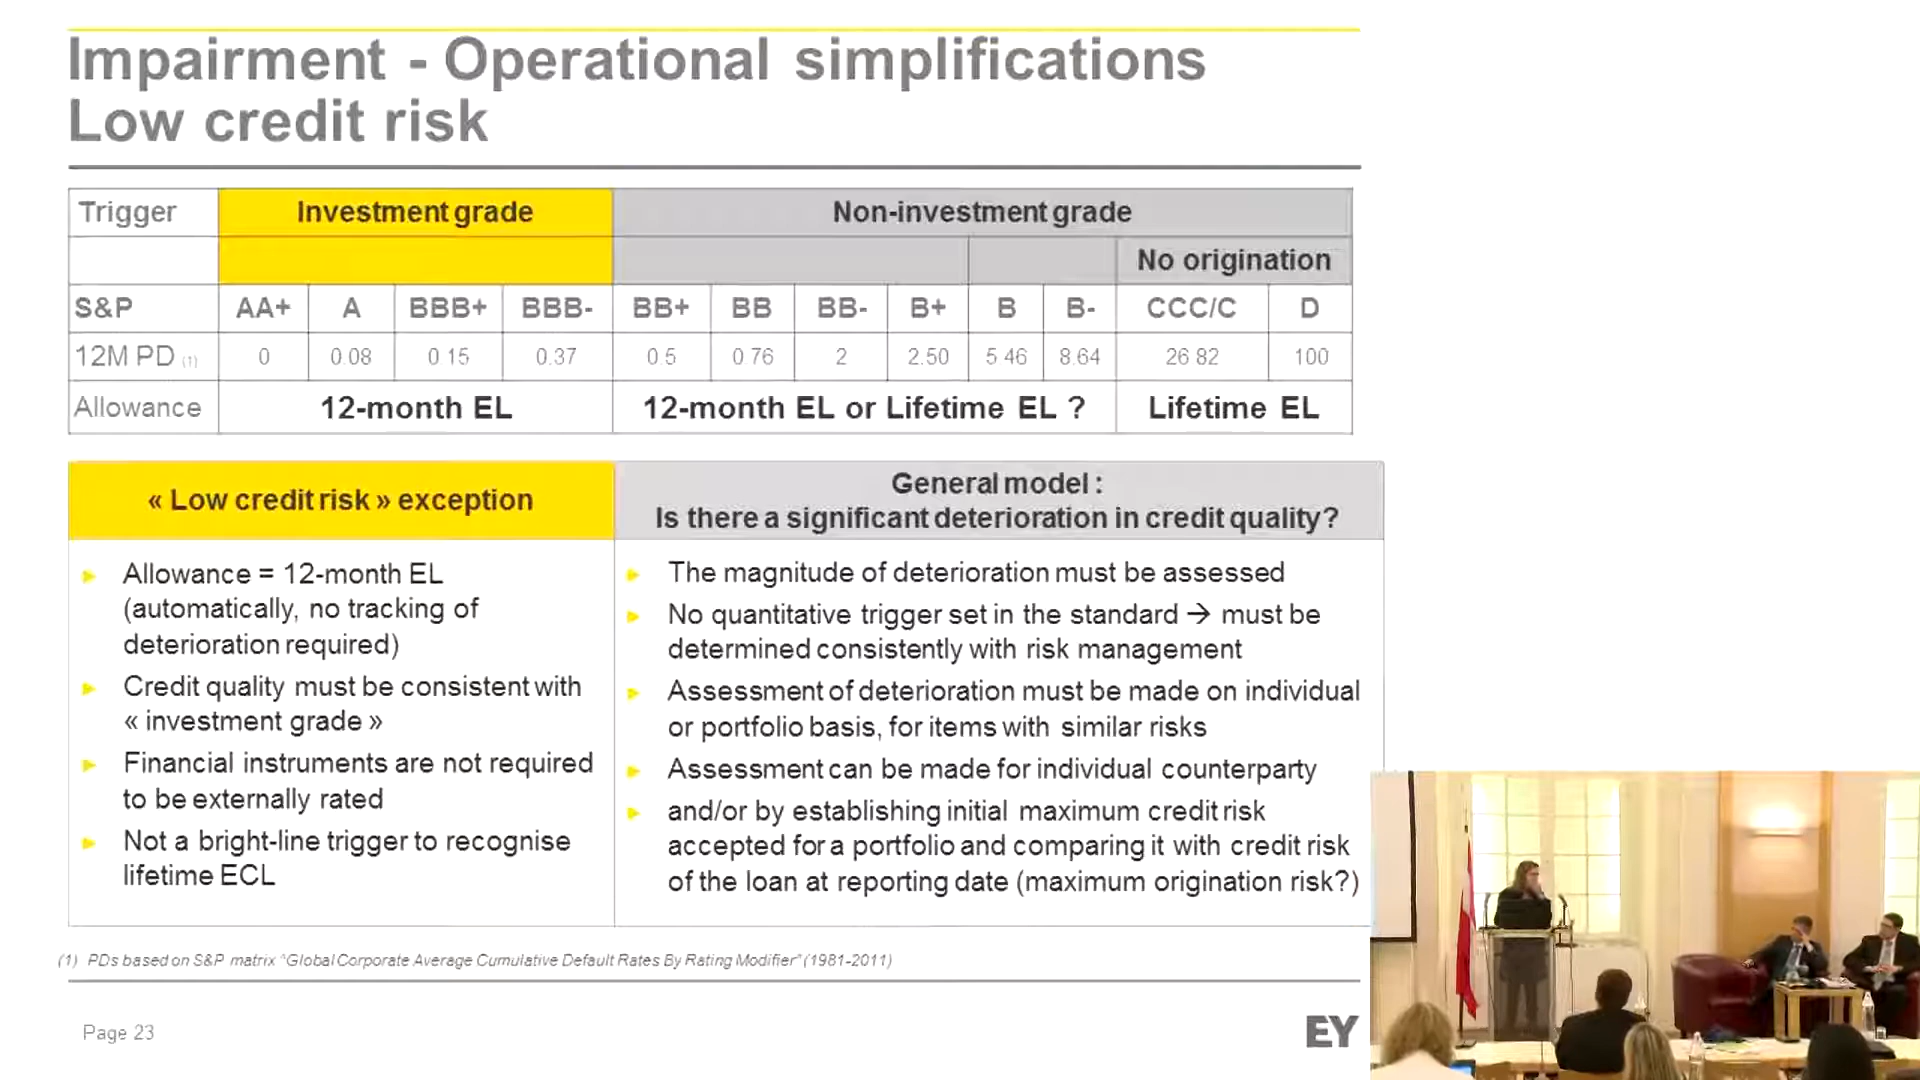 Impairment - Operational simplifications
Low credit risk
Trigger Investment grade Non-investment grade
No origination
S&P AA+ A BBB+ BBB- BB+ BB BB- B+ B B- CCC/C D
12M PD (1) 0 0.08 0.15 0.37 0.5 0.76 2 2.50 5.46 8.64 26.82 100
Allowance 12-month EL 12-month EL or Lifetime EL ? Lifetime EL
« Low credit risk » exception
► Allowance = 12-month EL
(automatically, no tracking of
deterioration required)
► Credit quality must be consistent with
« investment grade »
► Financial instruments are not required
to be externally rated
► Not a bright-line trigger to recognise
lifetime ECL
General model :
Is there a significant deterioration in credit quality?
► The magnitude of deterioration must be assessed
► No quantitative trigger set in the standard → must be
determined consistently with risk management
► Assessment of deterioration must be made on individual
or portfolio basis, for items with similar risks
► Assessment can be made for individual counterparty
► and/or by establishing initial maximum credit risk
accepted for a portfolio and comparing it with credit risk
of the loan at reporting date (maximum origination risk?)
(1) PDs based on S&P matrix "Global Corporate Average Cumulative Default Rates By Rating Modifier" (1981-2011)
Page 23
EY